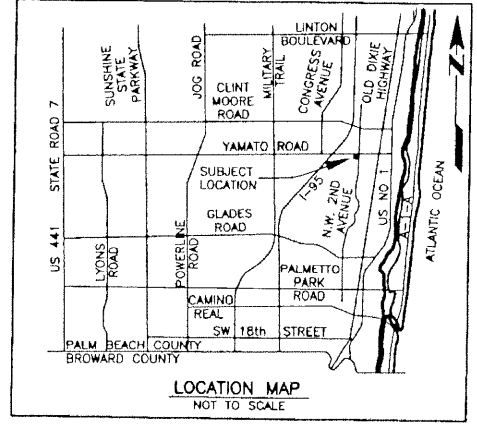 LINTON
BOULEVARD
SUNSHINE
STATE
PARKWAY
JOG ROAD
CLINT
MOORE
ROAD
MILITARY
TRAIL
CONGRESS
AVENUE
OLD DIXIE
HIGHWAY
N
STATE ROAD 7
YAMATO ROAD
SUBJECT
LOCATION
I-95
GLADES
ROAD
N.W. 2ND
AVENUE
US NO 1
A-1-A
ATLANTIC OCEAN
US 441
LYONS
ROAD
POWERLINE
ROAD
PALMETTO
PARK
ROAD
CAMINO
REAL
SW 18th STREET
PALM BEACH COUNTY
BROWARD COUNTY
LOCATION MAP
NOT TO SCALE